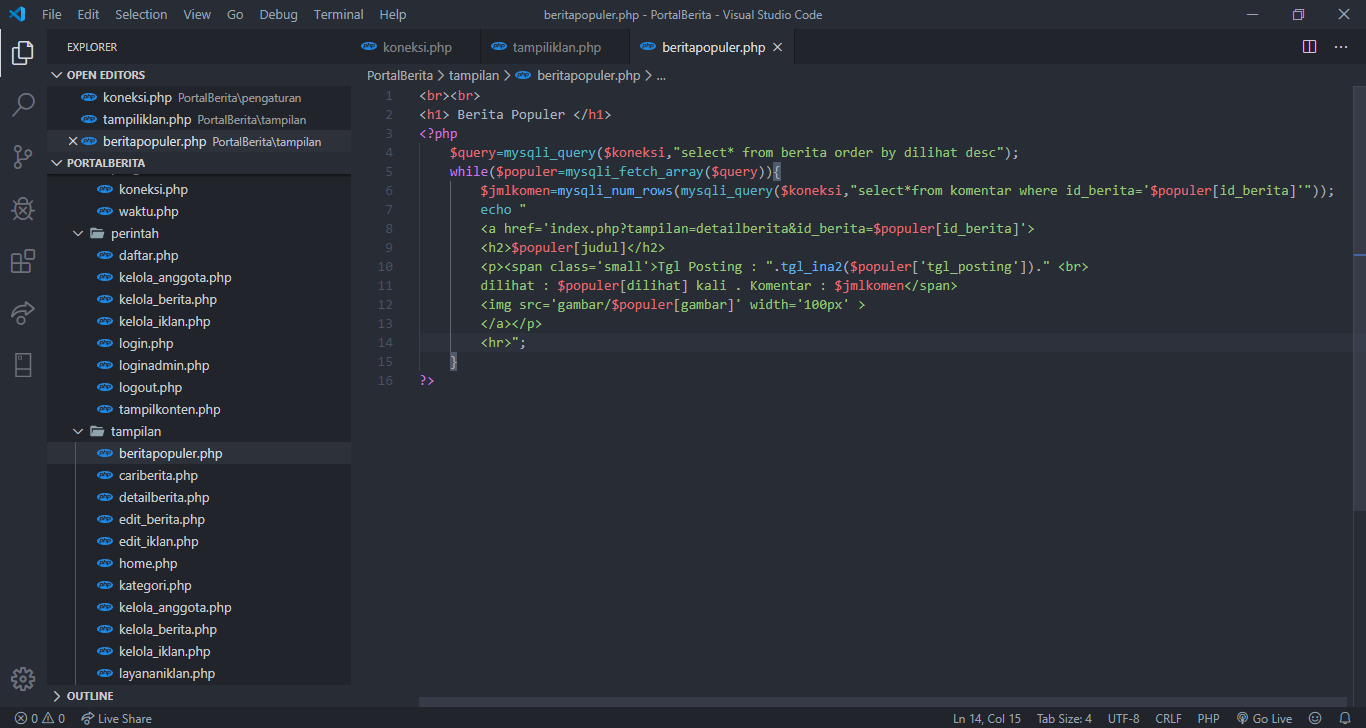 File Edit Selection View Go Debug Terminal Help beritapopuler.php - PortalBerita - Visual Studio Code
EXPLORER
OPEN EDITORS
koneksi.php PortalBerita\pengaturan
tampiliklan.php PortalBerita\tampilan
beritapopuler.php PortalBerita\tampilan
PORTALBERITA
koneksi.php
waktu.php
perintah
daftar.php
kelola_anggota.php
kelola_berita.php
kelola_iklan.php
login.php
loginadmin.php
logout.php
tampilkonten.php
tampilan
beritapopuler.php
cariberita.php
detailberita.php
edit_berita.php
edit_iklan.php
home.php
kategori.php
kelola_anggota.php
kelola_berita.php
kelola_iklan.php
layananiklan.php
OUTLINE
koneksi.php tampiliklan.php beritapopuler.php
PortalBerita > tampilan > beritapopuler.php > ...
1 <br><br>
2 <h1> Berita Populer </h1>
3 <?php
4 $query=mysqli_query($koneksi,"select* from berita order by dilihat desc");
5 while($populer=mysqli_fetch_array($query)){
6 $jmlkomen=mysqli_num_rows(mysqli_query($koneksi,"select*from komentar where id_berita='$populer[id_berita]'"));
7 echo "
8 <a href='index.php?tampilan=detailberita&id_berita=$populer[id_berita]'>
9 <h2>$populer[judul]</h2>
10 <p><span class='small'>Tgl Posting : ".tgl_ina2($populer['tgl_posting'])." <br>
11 dilihat : $populer[dilihat] kali . Komentar : $jmlkomen</span>
12 <img src='gambar/$populer[gambar]' width='100px' >
13 </a></p>
14 <hr>";
15 }
16 ?>
0 0 Live Share Ln 14, Col 15 Tab Size: 4 UTF-8 CRLF PHP Go Live